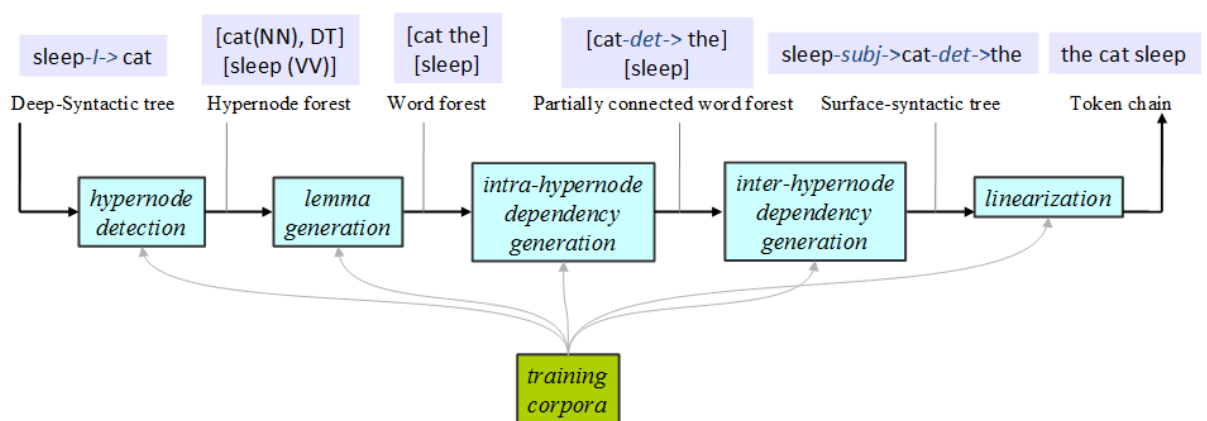 sleep-I-> cat
[cat(NN), DT]
[sleep (VV)]
[cat the]
[sleep]
[cat-det-> the]
[sleep]
sleep-subj->cat-det->the
the cat sleep
Deep-Syntactic tree
Hypernode forest
Word forest
Partially connected word forest
Surface-syntactic tree
Token chain
hypernode
detection
lemma
generation
intra-hypernode
dependency
generation
inter-hypernode
dependency
generation
linearization
training
corpora